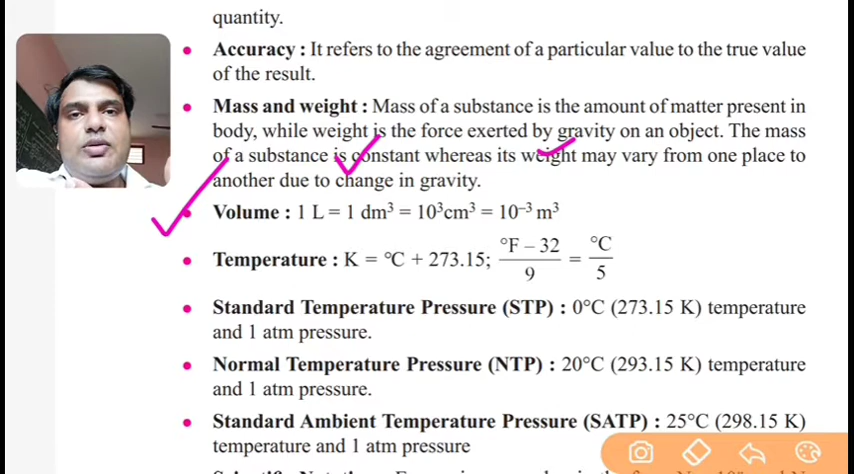 quantity.
• Accuracy : It refers to the agreement of a particular value to the true value
of the result.
• Mass and weight : Mass of a substance is the amount of matter present in
body, while weight is the force exerted by gravity on an object. The mass
of a substance is constant whereas its weight may vary from one place to
another due to change in gravity.
• Volume : 1 L = 1 dm³ = 10³cm³ = 10⁻³ m³
• Temperature : K = °C + 273.15; (°F – 32)/9 = °C/5
• Standard Temperature Pressure (STP) : 0°C (273.15 K) temperature
and 1 atm pressure.
• Normal Temperature Pressure (NTP) : 20°C (293.15 K) temperature
and 1 atm pressure.
• Standard Ambient Temperature Pressure (SATP) : 25°C (298.15 K)
temperature and 1 atm pressure